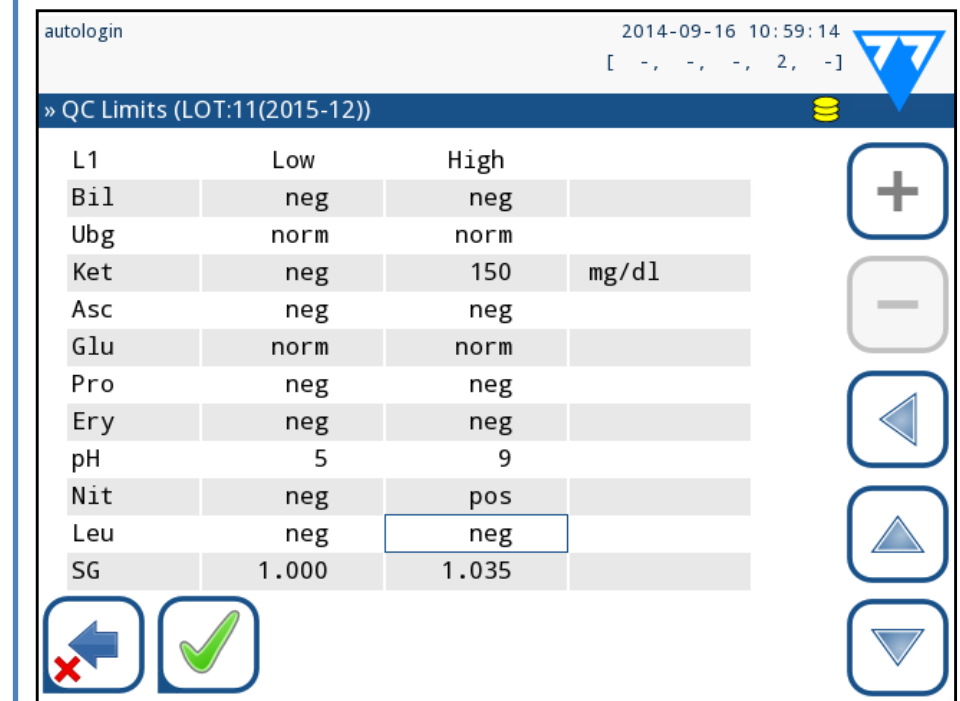 autologin 2014-09-16 10:59:14
[ -, -, -, 2, -]
» QC Limits (LOT:11(2015-12))
L1 Low High
Bil neg neg
Ubg norm norm
Ket neg 150 mg/dl
Asc neg neg
Glu norm norm
Pro neg neg
Ery neg neg
pH 5 9
Nit neg pos
Leu neg neg
SG 1.000 1.035